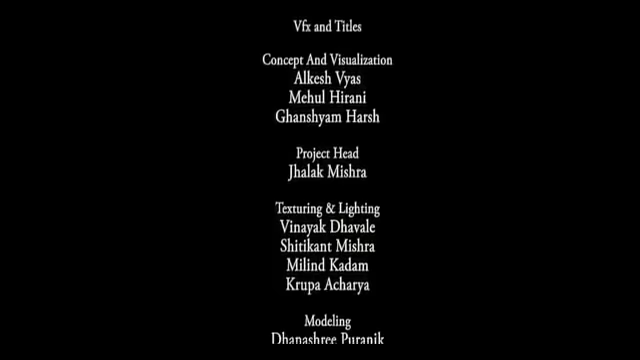 Vfx and Titles
Concept And Visualization
Alkesh Vyas
Mehul Hirani
Ghanshyam Harsh
Project Head
Jhalak Mishra
Texturing & Lighting
Vinayak Dhavale
Shitikant Mishra
Milind Kadam
Krupa Acharya
Modeling
Dhanashree Puranik